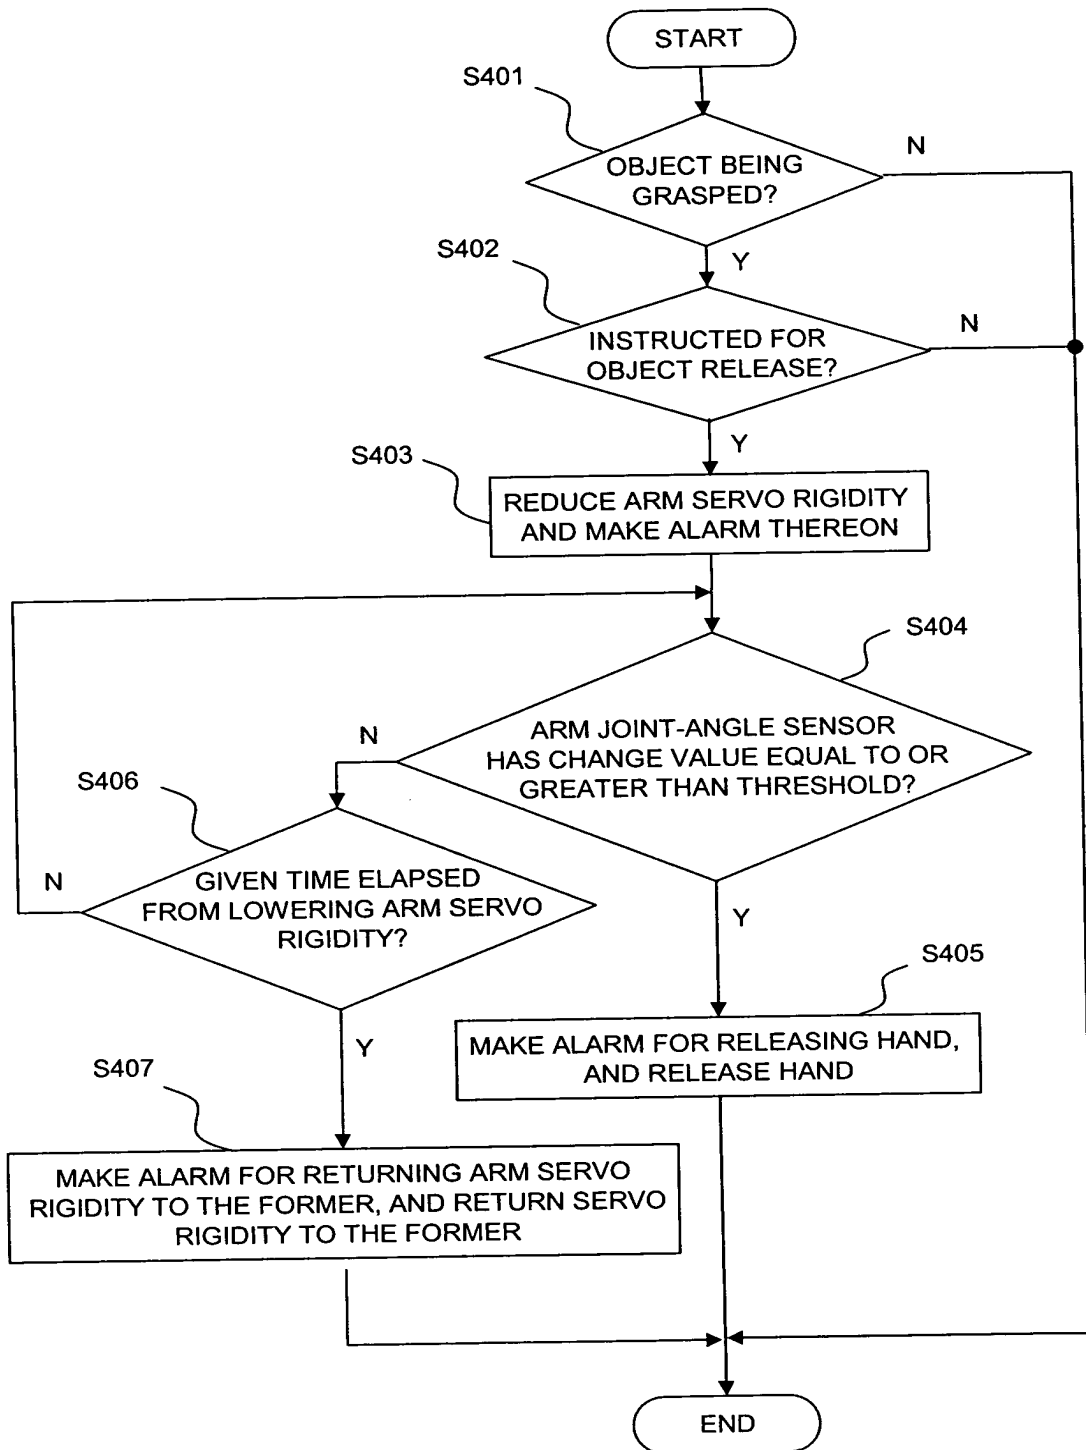 START
S401
OBJECT BEING
GRASPED?
N
Y
S402
INSTRUCTED FOR
OBJECT RELEASE?
N
Y
S403
REDUCE ARM SERVO RIGIDITY
AND MAKE ALARM THEREON
S404
ARM JOINT-ANGLE SENSOR
HAS CHANGE VALUE EQUAL TO OR
GREATER THAN THRESHOLD?
N
Y
S406
GIVEN TIME ELAPSED
FROM LOWERING ARM SERVO
RIGIDITY?
N
Y
S405
MAKE ALARM FOR RELEASING HAND,
AND RELEASE HAND
S407
MAKE ALARM FOR RETURNING ARM SERVO
RIGIDITY TO THE FORMER, AND RETURN SERVO
RIGIDITY TO THE FORMER
END